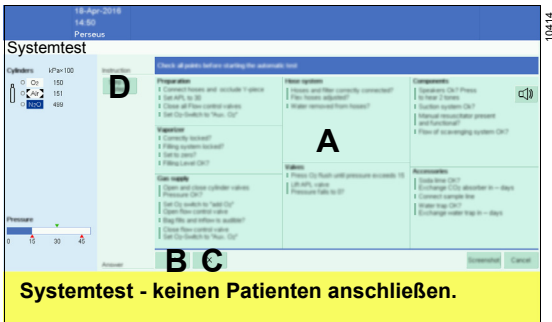 18-Apr-2016
14:50
Perseus
10414
Systemtest
Cylinders kPa×100
O2 150
Air 151
N2O 499
Pressure
0 15 30 45
Instruction
D
Answer
Check all points before starting the automatic test
Preparation
Connect hoses and occlude Y-piece
Set APL to 30
Close all Flow control valves
Set O2-Switch to "Aux. O2"
Vaporizer
Correctly locked?
Filling system locked?
Set to zero?
Filling Level OK?
Gas supply
Open and close cylinder valves
Pressure OK?
Set O2 switch to "add O2"
Open flow control valve
Bag fills and inflow is audible?
Close flow control valve
Set O2-Switch to "Aux. O2"
Hose system
Hoses and filter correctly connected?
Flex hoses adjusted?
Water removed from hoses?
A
Valves
Press O2 flush until pressure exceeds 15
Lift APL valve
Pressure falls to 0?
Components
Speakers Ok? Press
to hear 2 tones
Suction system Ok?
Manual resuscitator present
and functional?
Flow of scavenging system OK?
Accessories
Soda lime OK?
Exchange CO2 absorber in -- days
Connect sample line
Water trap OK?
Exchange water trap in -- days
B C
Screenshot Cancel
Systemtest - keinen Patienten anschließen.